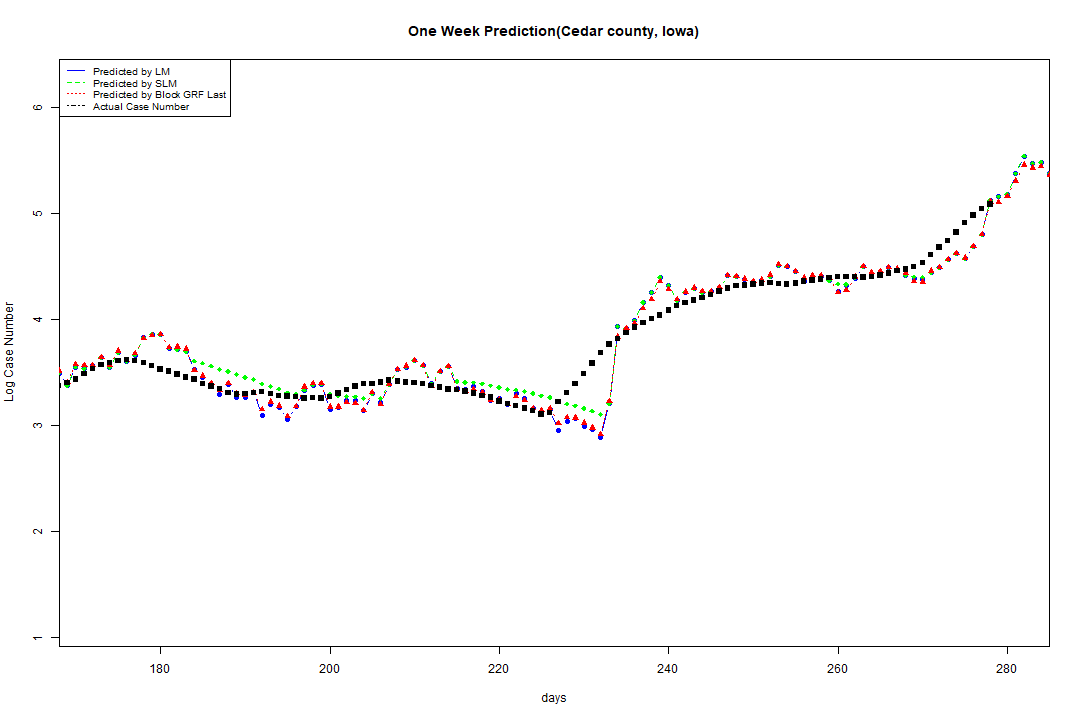 One Week Prediction(Cedar county, Iowa)
Predicted by LM
Predicted by SLM
Predicted by Block GRF Last
Actual Case Number
6
5
4
3
2
1
Log Case Number
180 200 220 240 260 280
days